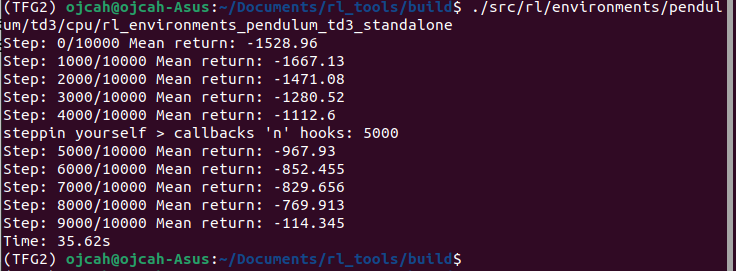 (TFG2) ojcah@ojcah-Asus:~/Documents/rl_tools/build$ ./src/rl/environments/pendul
um/td3/cpu/rl_environments_pendulum_td3_standalone
Step: 0/10000 Mean return: -1528.96
Step: 1000/10000 Mean return: -1667.13
Step: 2000/10000 Mean return: -1471.08
Step: 3000/10000 Mean return: -1280.52
Step: 4000/10000 Mean return: -1112.6
steppin yourself > callbacks 'n' hooks: 5000
Step: 5000/10000 Mean return: -967.93
Step: 6000/10000 Mean return: -852.455
Step: 7000/10000 Mean return: -829.656
Step: 8000/10000 Mean return: -769.913
Step: 9000/10000 Mean return: -114.345
Time: 35.62s
(TFG2) ojcah@ojcah-Asus:~/Documents/rl_tools/build$